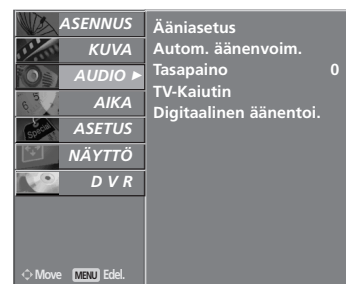 ASENNUS
KUVA
AUDIO ►
AIKA
ASETUS
NÄYTTÖ
D V R
Ääniasetus
Autom. äänenvoim.
Tasapaino 0
TV-Kaiutin
Digitaalinen äänentoi.
Move MENU Edel.